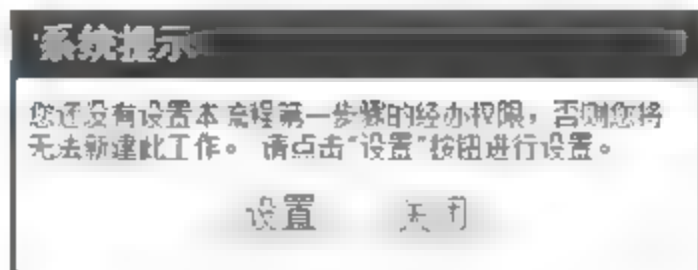 系统提示
您还没有设置本流程第一步骤的经办权限，否则您将
无法新建此工作。 请点击“设置”按钮进行设置。
设置 关闭